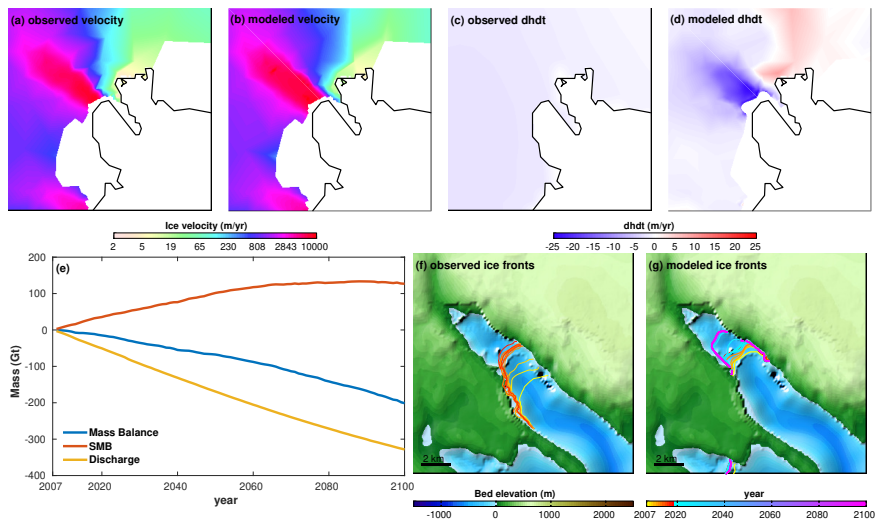 (a) observed velocity
(b) modeled velocity
(c) observed dhdt
(d) modeled dhdt
Ice velocity (m/yr)
2 5 19 65 230 808 2843 10000
dhdt (m/yr)
-25 -20 -15 -10 -5 0 5 10 15 20 25
(e)
200
100
0
-100
-200
-300
-400
Mass (Gt)
Mass Balance
SMB
Discharge
2007 2020 2040 2060 2080 2100
year
(f) observed ice fronts
2 km
(g) modeled ice fronts
2 km
Bed elevation (m)
-1000 0 1000 2000
year
2007 2020 2040 2060 2080 2100